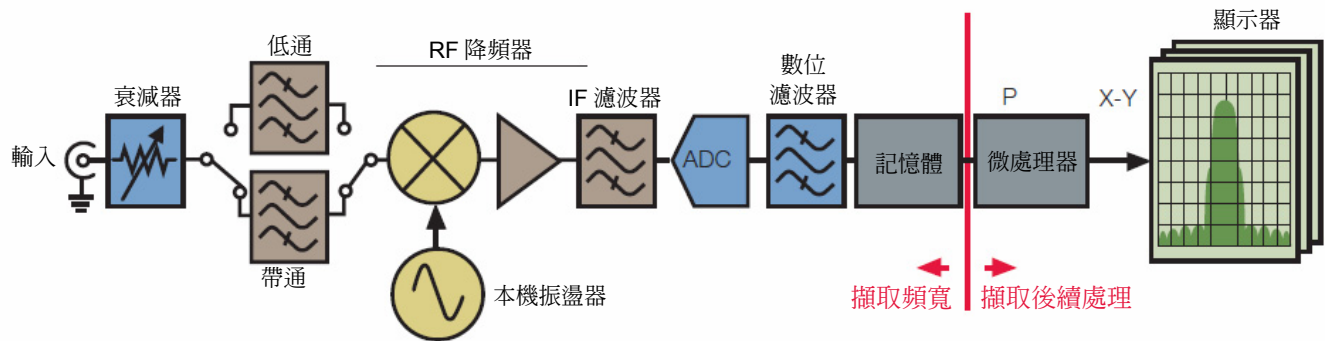 輸入
衰減器
低通
帶通
RF 降頻器
本機振盪器
IF 濾波器
ADC
數位
濾波器
記憶體
擷取頻寬
P
微處理器
擷取後續處理
X-Y
顯示器